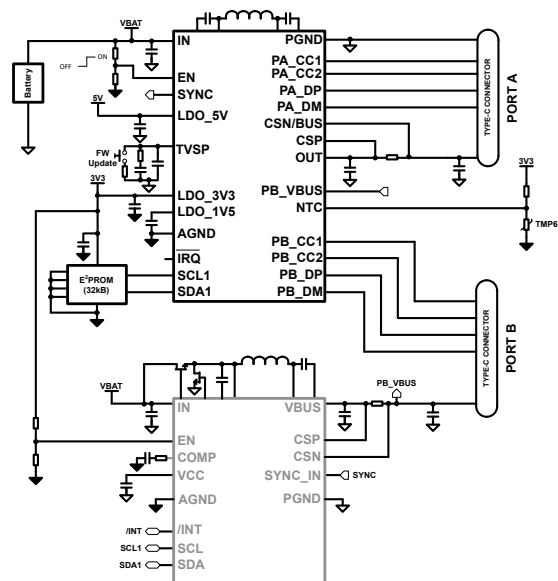 VBAT
IN
PGND
OFF
ON
EN
PA_CC1
PA_CC2
Battery
SYNC
PA_DP
5V
PA_DM
LDO_5V
CSN/BUS
TYPE-C CONNECTOR
PORT A
CSP
TVSP
OUT
FW
Update
3V3
3V3
PB_VBUS
LDO_3V3
NTC
LDO_1V5
TMP6
AGND
PB_CC1
IRQ
PB_CC2
E²PROM
(32kB)
SCL1
PB_DP
SDA1
PB_DM
TYPE-C CONNECTOR
PORT B
VBAT
PB_VBUS
IN
VBUS
EN
CSP
COMP
CSN
VCC
SYNC_IN
SYNC
AGND
PGND
/INT
/INT
SCL1
SCL
SDA1
SDA